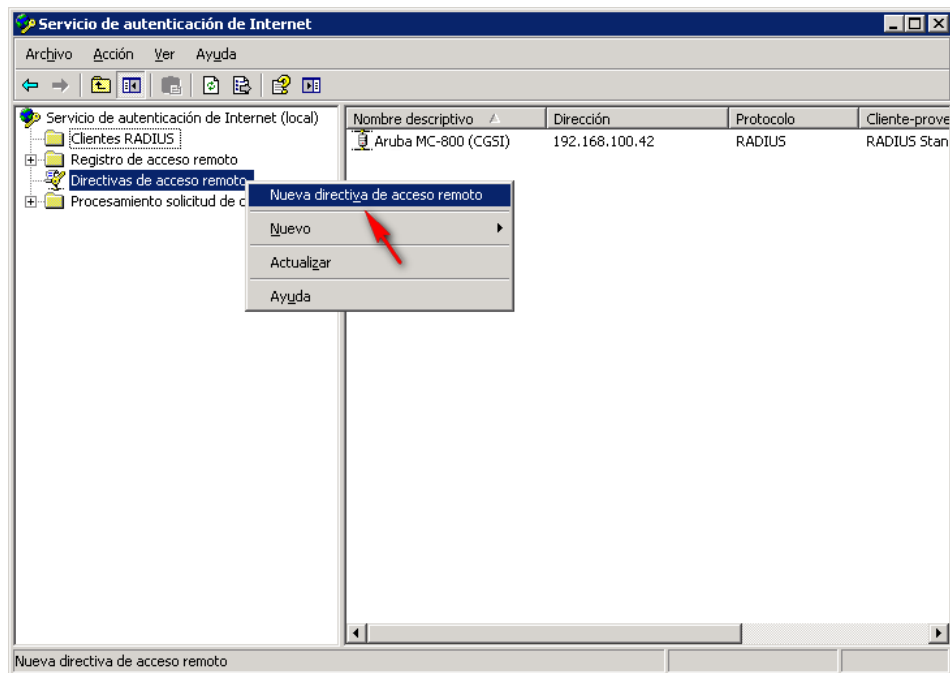 Servicio de autenticación de Internet
Archivo Acción Ver Ayuda
Servicio de autenticación de Internet (local)
Clientes RADIUS
Registro de acceso remoto
Directivas de acceso remoto
Procesamiento solicitud de c
Nombre descriptivo Dirección Protocolo Cliente-prove
Aruba MC-800 (CGSI) 192.168.100.42 RADIUS RADIUS Stan
Nueva directiva de acceso remoto
Nuevo
Actualizar
Ayuda
Nueva directiva de acceso remoto